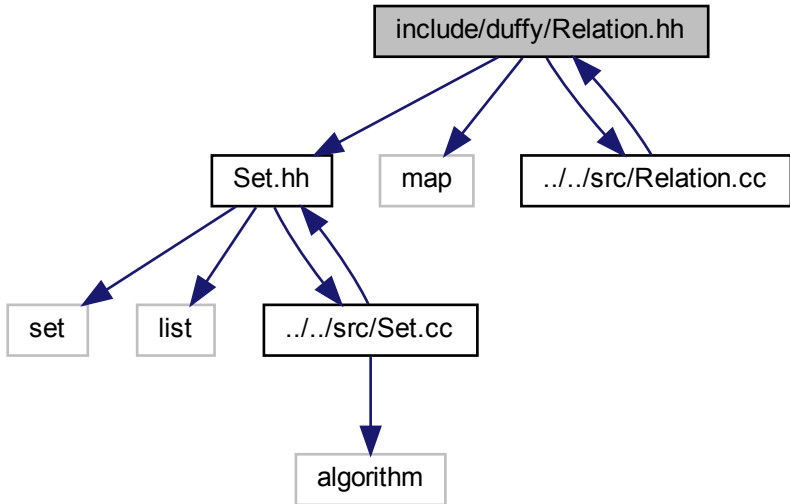 include/duffy/Relation.hh
Set.hh
map
../../src/Relation.cc
set
list
../../src/Set.cc
algorithm